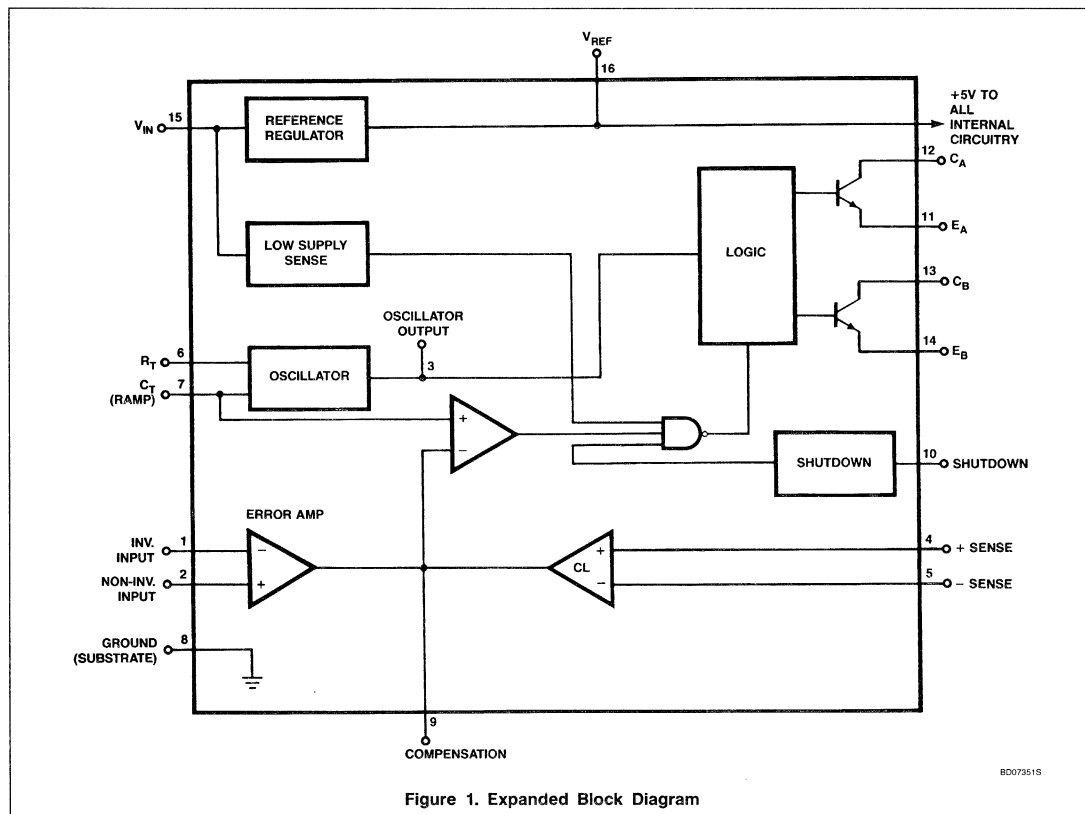 V_REF
16
+5V TO
ALL
INTERNAL
CIRCUITRY
V_IN
15
REFERENCE
REGULATOR
12
C_A
11
E_A
LOW SUPPLY
SENSE
LOGIC
13
C_B
OSCILLATOR
OUTPUT
3
14
E_B
R_T
6
OSCILLATOR
C_T
(RAMP)
7
+
−
SHUTDOWN
10
SHUTDOWN
ERROR AMP
INV.
INPUT
1
−
NON-INV.
INPUT
2
+
CL
+
−
4
+ SENSE
5
− SENSE
GROUND
(SUBSTRATE)
8
9
COMPENSATION
BD07351S
Figure 1. Expanded Block Diagram